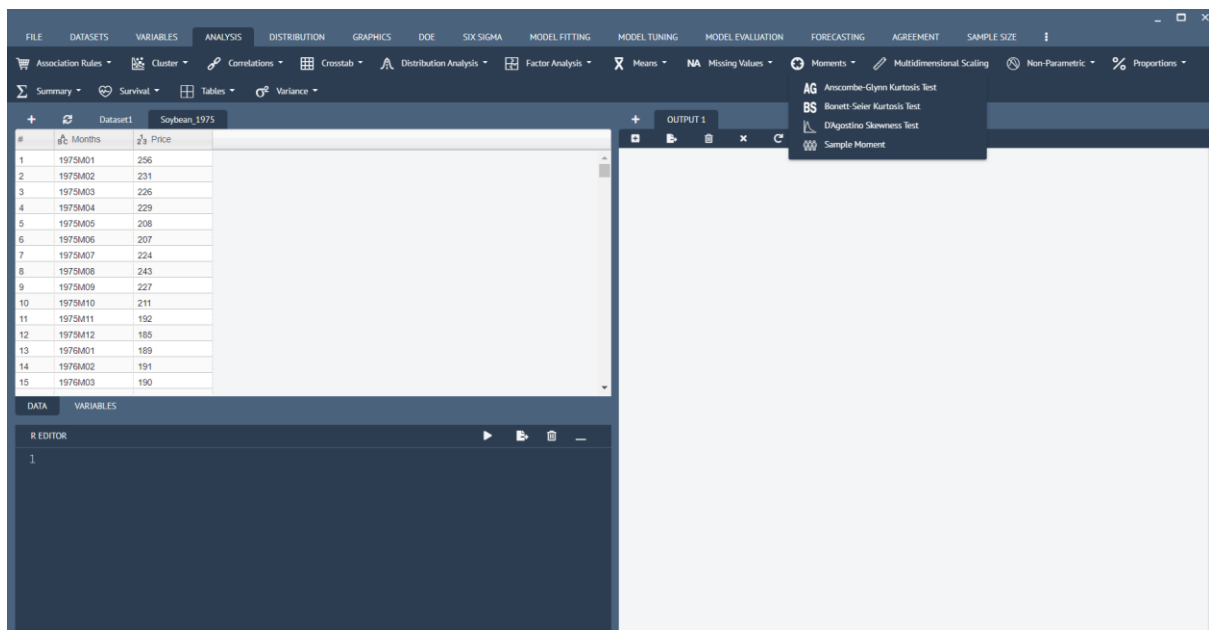 FILE DATASETS VARIABLES ANALYSIS DISTRIBUTION GRAPHICS DOE SIX SIGMA MODEL FITTING MODEL TUNING MODEL EVALUATION FORECASTING AGREEMENT SAMPLE SIZE
Association Rules Cluster Correlations Crosstab Distribution Analysis Factor Analysis X Means NA Missing Values Moments Multidimensional Scaling Non-Parametric % Proportions
Σ Summary Survival Tables σ² Variance
AG Anscombe-Glynn Kurtosis Test
BS Bonett-Seier Kurtosis Test
D'Agostino Skewness Test
Sample Moment
+ Dataset1 Soybean_1975
+ OUTPUT 1
# Months Price
1 1975M01 256
2 1975M02 231
3 1975M03 226
4 1975M04 229
5 1975M05 208
6 1975M06 207
7 1975M07 224
8 1975M08 243
9 1975M09 227
10 1975M10 211
11 1975M11 192
12 1975M12 185
13 1976M01 189
14 1976M02 191
15 1976M03 190
DATA VARIABLES
R EDITOR
1